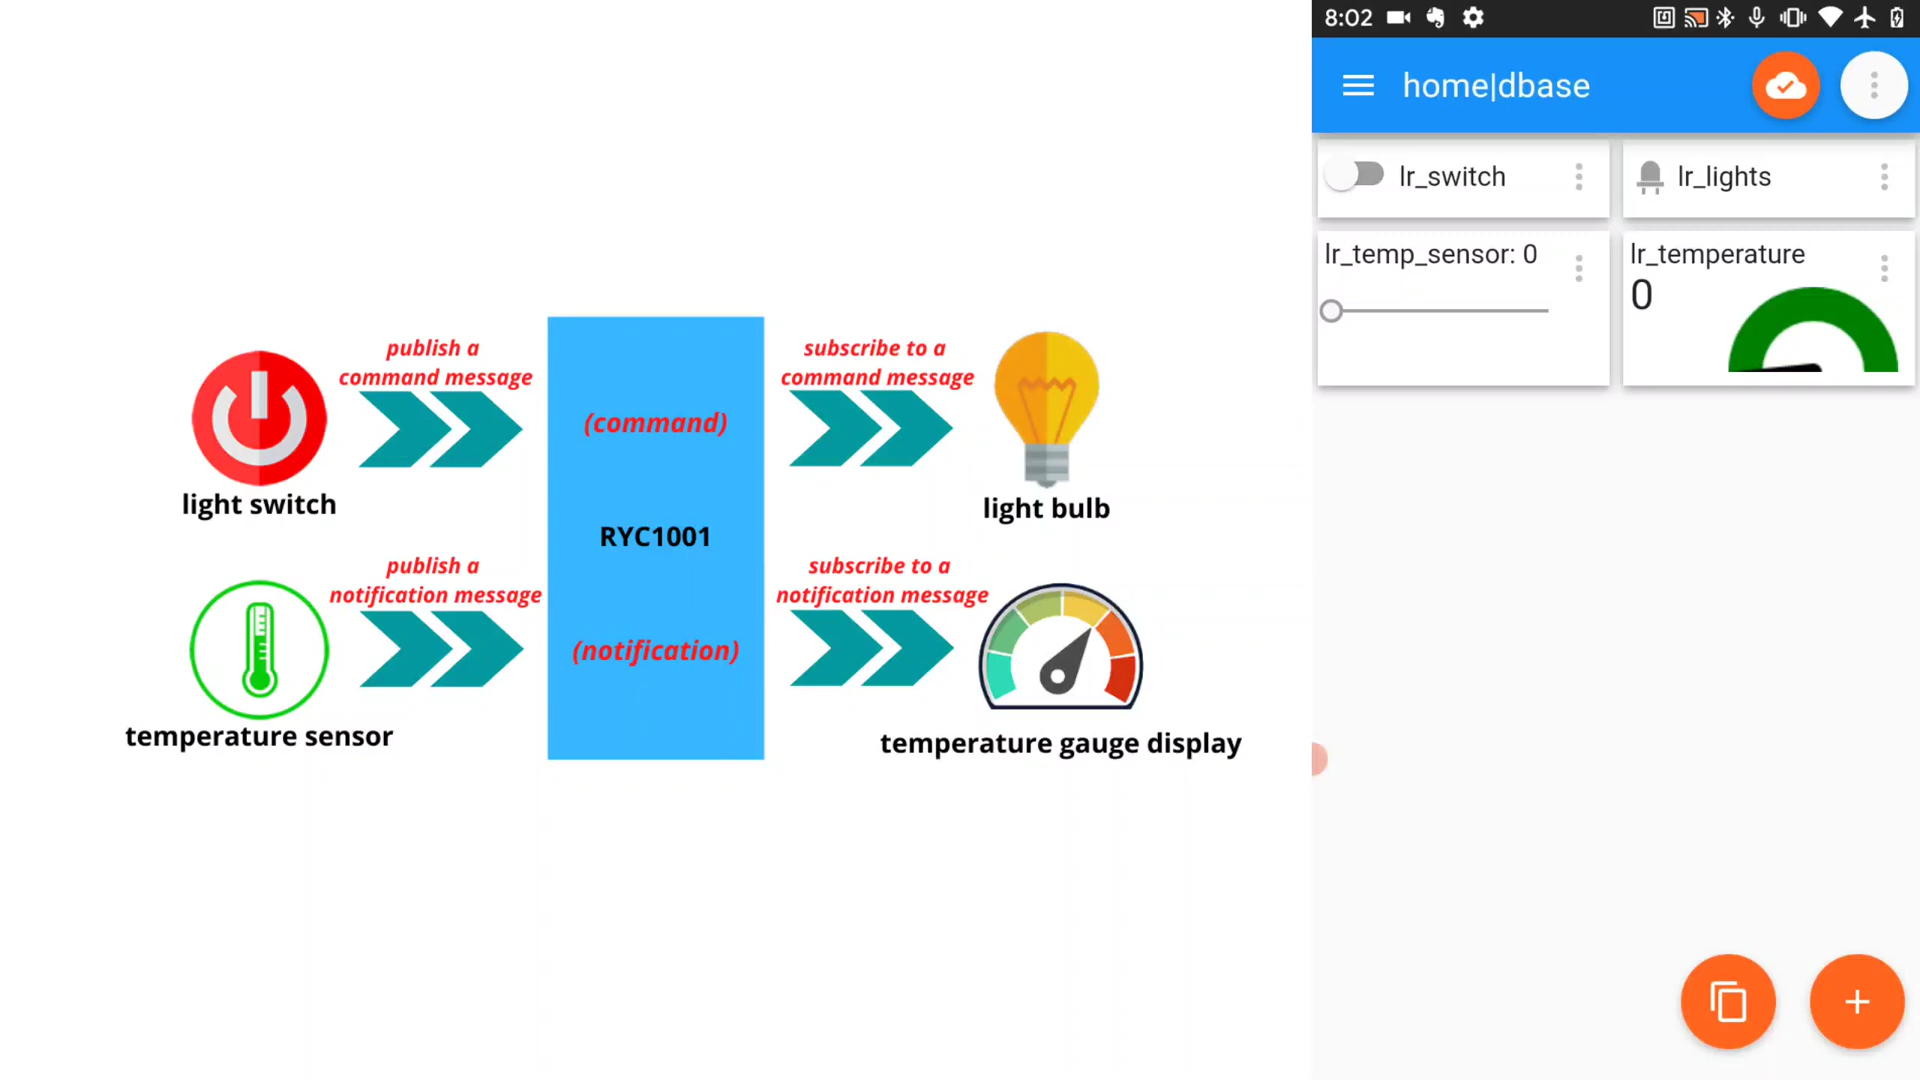 publish a
command message
subscribe to a
command message
(command)
light switch
light bulb
RYC1001
publish a
notification message
subscribe to a
notification message
(notification)
temperature sensor
temperature gauge display
8:02
home|dbase
lr_switch
lr_lights
lr_temp_sensor: 0
lr_temperature
0